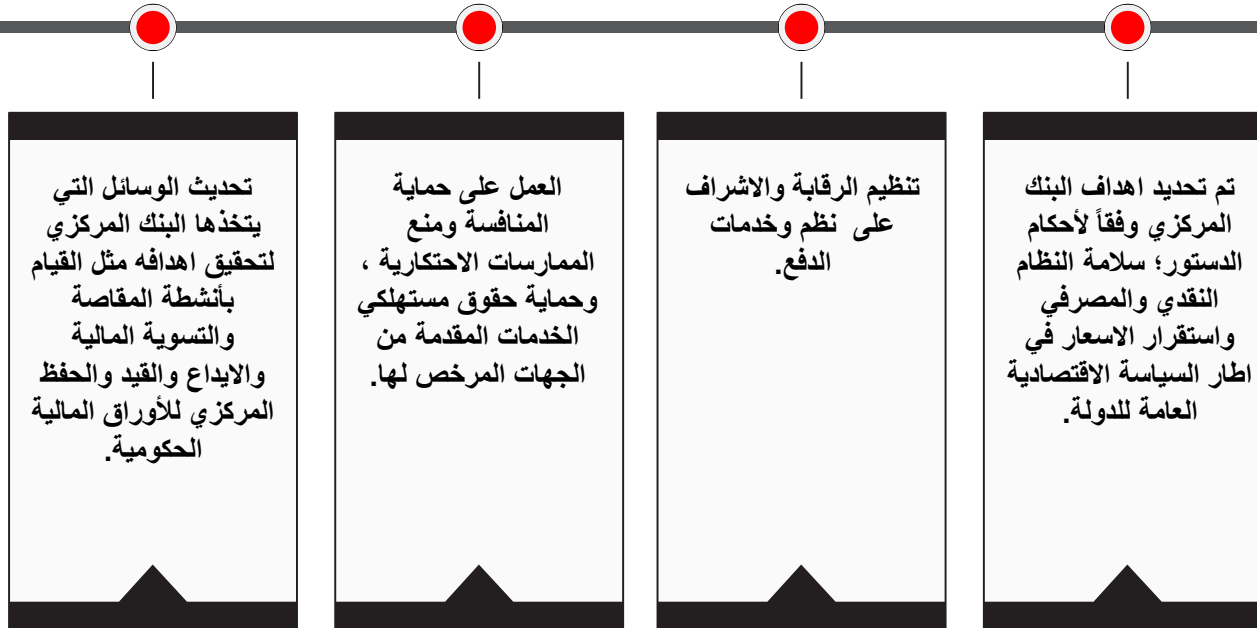 تم تحديد اهداف البنك
المركزي وفقاً لأحكام
الدستور؛ سلامة النظام
النقدي والمصرفي
واستقرار الاسعار في
اطار السياسة الاقتصادية
العامة للدولة.
تنظيم الرقابة والاشراف
على نظم وخدمات
الدفع.
العمل على حماية
المنافسة ومنع
الممارسات الاحتكارية ،
وحماية حقوق مستهلكي
الخدمات المقدمة من
الجهات المرخص لها.
تحديث الوسائل التي
يتخذها البنك المركزي
لتحقيق اهدافه مثل القيام
بأنشطة المقاصة
والتسوية المالية
والايداع والقيد والحفظ
المركزي للأوراق المالية
الحكومية.